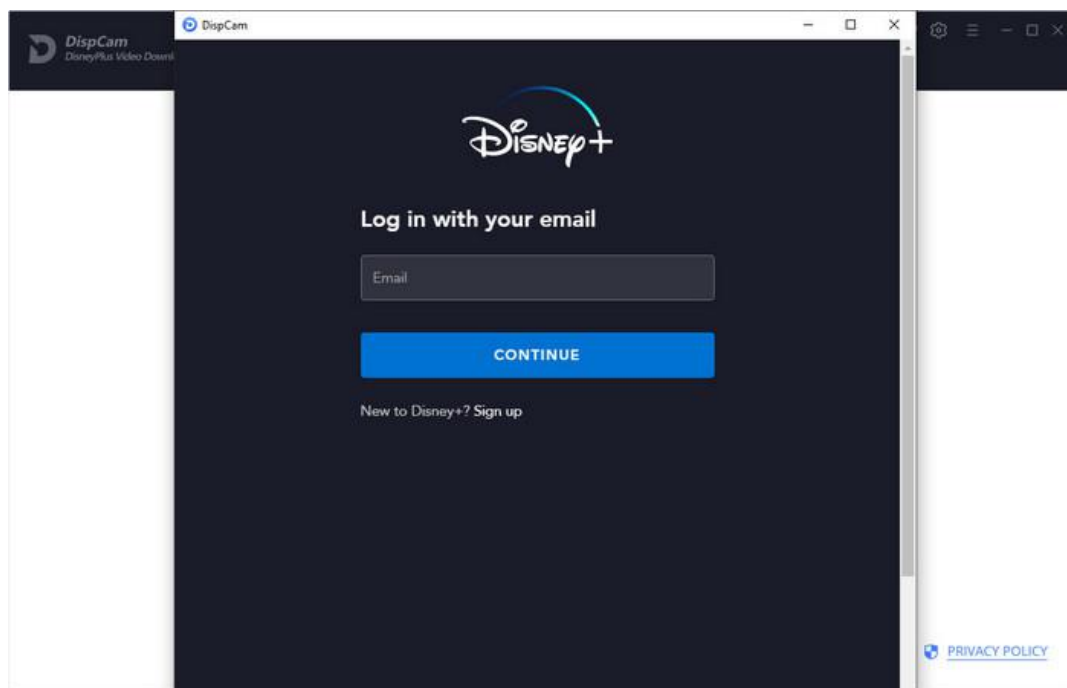 DispCam
DispCam
DisneyPlus Video Downl
Disney+
Log in with your email
Email
CONTINUE
New to Disney+? Sign up
PRIVACY POLICY